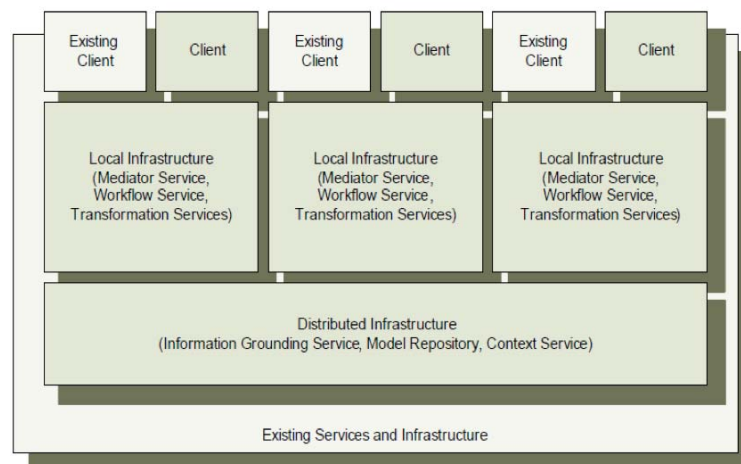 Existing
Client
Client
Existing
Client
Client
Existing
Client
Client
Local Infrastructure
(Mediator Service,
Workflow Service,
Transformation Services)
Local Infrastructure
(Mediator Service,
Workflow Service,
Transformation Services)
Local Infrastructure
(Mediator Service,
Workflow Service,
Transformation Services)
Distributed Infrastructure
(Information Grounding Service, Model Repository, Context Service)
Existing Services and Infrastructure